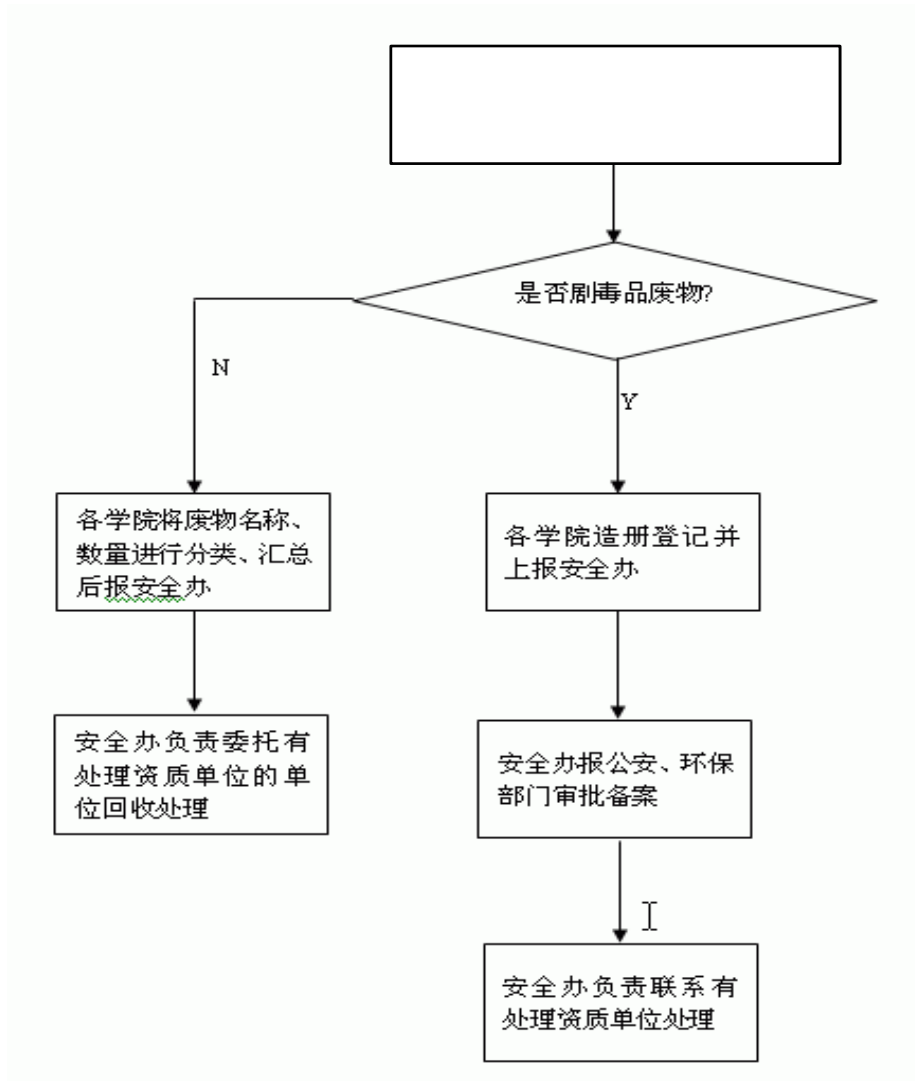 是否剧毒品废物?
N
Y
各学院将废物名称、
数量进行分类、汇总
后报安全办
各学院造册登记并
上报安全办
安全办负责委托有
处理资质单位的单
位回收处理
安全办报公安、环保
部门审批备案
安全办负责联系有
处理资质单位处理